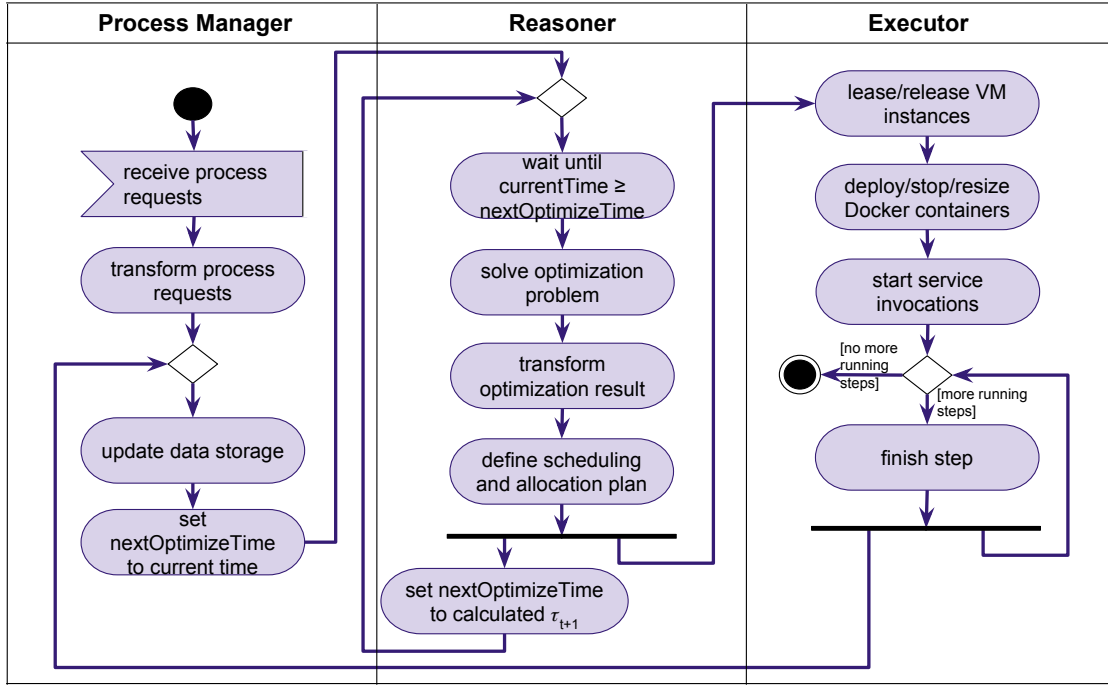 Process Manager
Reasoner
Executor
receive process
requests
transform process
requests
update data storage
set
nextOptimizeTime
to current time
wait until
currentTime ≥
nextOptimizeTime
solve optimization
problem
transform
optimization result
define scheduling
and allocation plan
set nextOptimizeTime
to calculated τt+1
lease/release VM
instances
deploy/stop/resize
Docker containers
start service
invocations
[no more
running
steps]
[more running
steps]
finish step